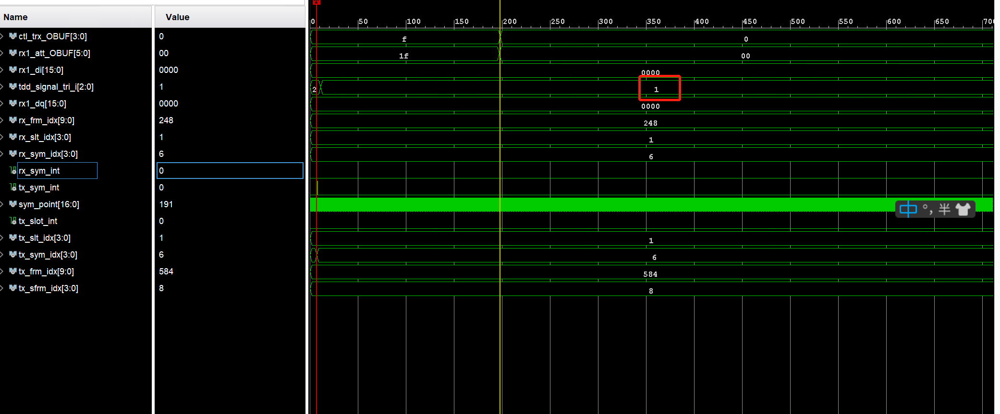 Name Value
0 50 100 150 200 250 300 350 400 450 500 550 600 650 700
ctl_trx_OBUF[3:0] 0 f 0
rx1_att_OBUF[5:0] 00 1f 00
rx1_di[15:0] 0000 0000
tdd_signal_tri_i[2:0] 1 2 1
rx1_dq[15:0] 0000 0000
rx_frm_idx[9:0] 248 248
rx_slt_idx[3:0] 1 1
rx_sym_idx[3:0] 6 6
rx_sym_int 0
tx_sym_int 0
sym_point[16:0] 191
中 °, 半
tx_slot_int 0
tx_slt_idx[3:0] 1 1
tx_sym_idx[3:0] 6 6
tx_frm_idx[9:0] 584 584
tx_sfrm_idx[3:0] 8 8